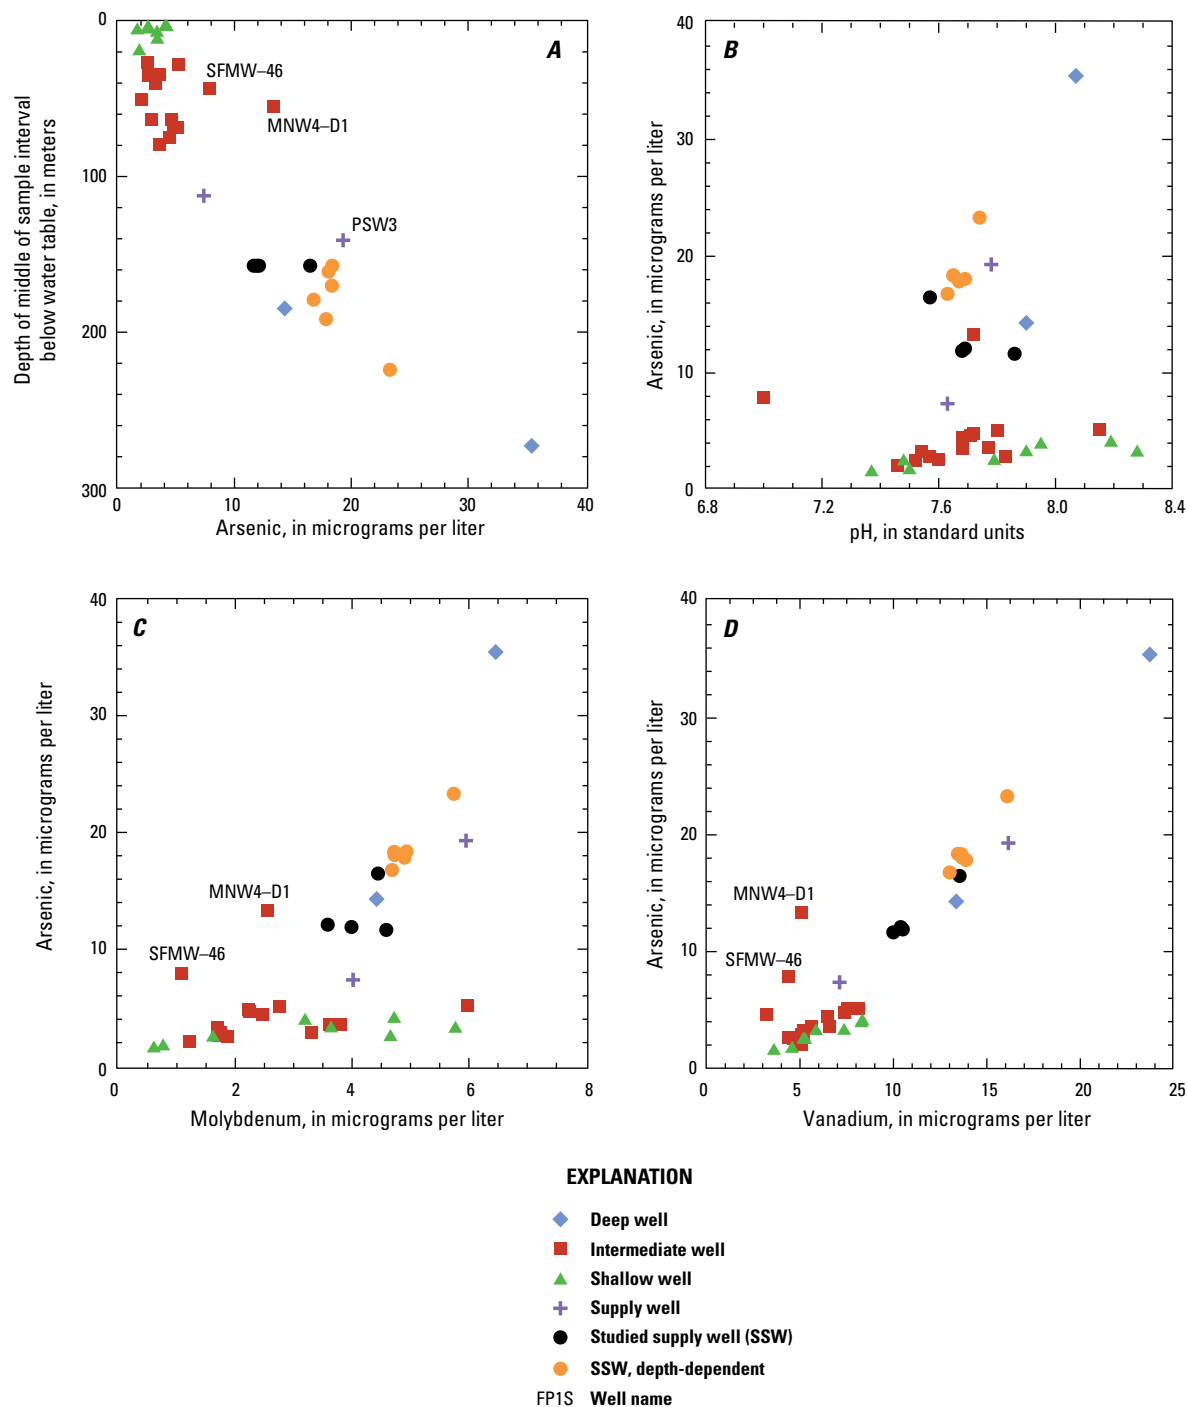 A
0
100
200
300
Depth of middle of sample interval
below water table, in meters
SFMW–46
MNW4–D1
PSW3
0
10
20
30
40
Arsenic, in micrograms per liter
B
40
30
20
10
0
Arsenic, in micrograms per liter
6.8
7.2
7.6
8.0
8.4
pH, in standard units
C
40
30
20
10
0
Arsenic, in micrograms per liter
MNW4–D1
SFMW–46
0
2
4
6
8
Molybdenum, in micrograms per liter
D
40
30
20
10
0
Arsenic, in micrograms per liter
MNW4–D1
SFMW–46
0
5
10
15
20
25
Vanadium, in micrograms per liter
EXPLANATION
Deep well
Intermediate well
Shallow well
Supply well
Studied supply well (SSW)
SSW, depth-dependent
FP1S Well name